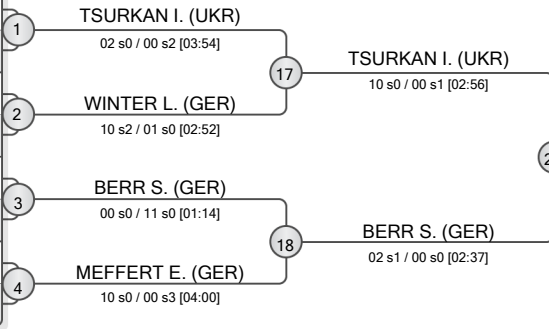 1
TSURKAN I. (UKR)
02 s0 / 00 s2 [03:54]
17
TSURKAN I. (UKR)
10 s0 / 00 s1 [02:56]
2
WINTER L. (GER)
10 s2 / 01 s0 [02:52]
3
BERR S. (GER)
00 s0 / 11 s0 [01:14]
18
BERR S. (GER)
02 s1 / 00 s0 [02:37]
4
MEFFERT E. (GER)
10 s0 / 00 s3 [04:00]